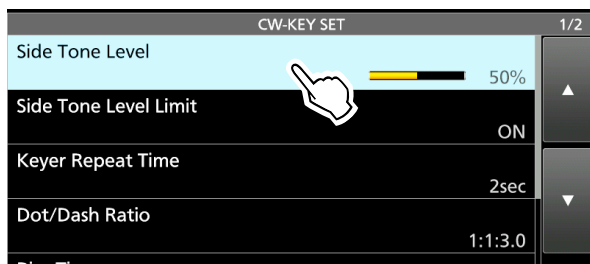 CW-KEY SET 1/2
Side Tone Level
50%
Side Tone Level Limit
ON
Keyer Repeat Time
2sec
Dot/Dash Ratio
1:1:3.0